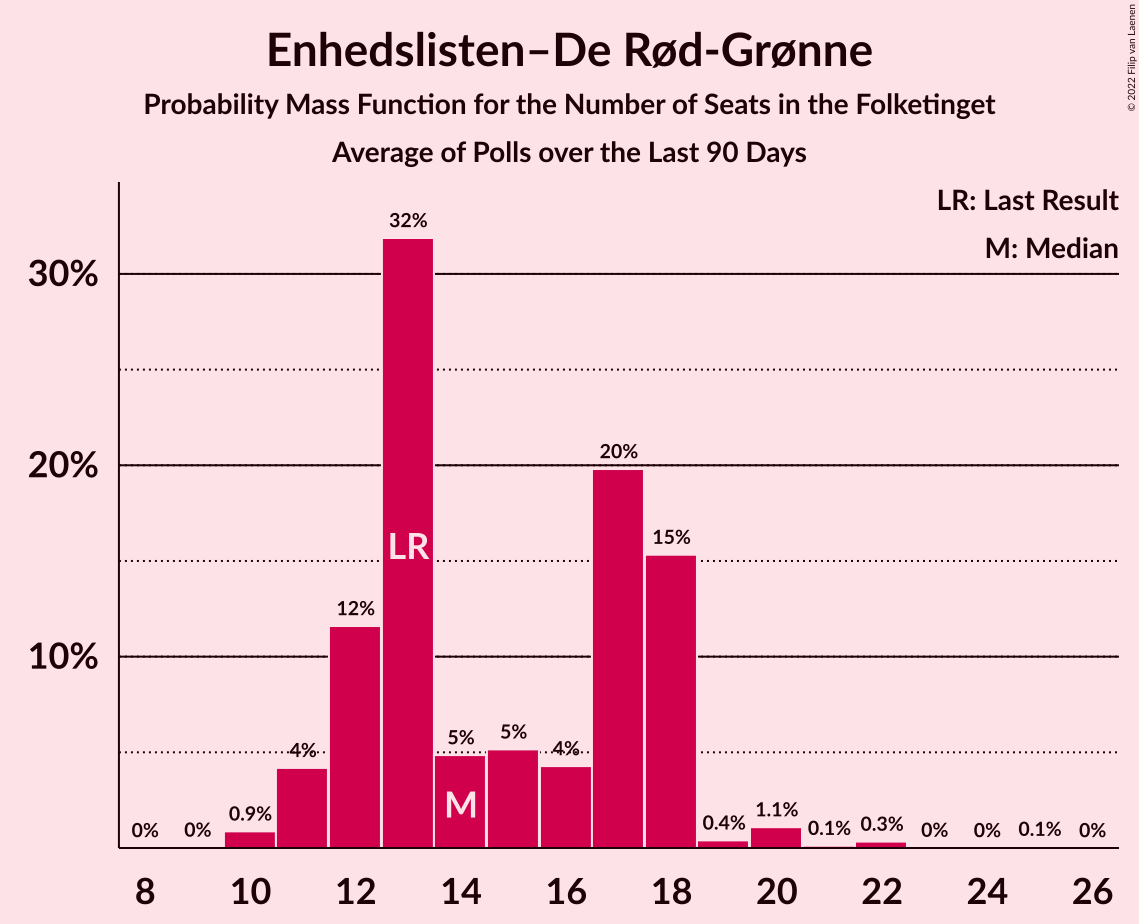 Enhedslisten–De Rød-Grønne
Probability Mass Function for the Number of Seats in the Folketinget
Average of Polls over the Last 90 Days
© 2022 Filip van Laenen
LR: Last Result
M: Median
30%
20%
10%
0%
0%
0.9%
4%
12%
32%
5%
5%
4%
20%
15%
0.4%
1.1%
0.1%
0.3%
0%
0%
0.1%
0%
LR
M
8 10 12 14 16 18 20 22 24 26